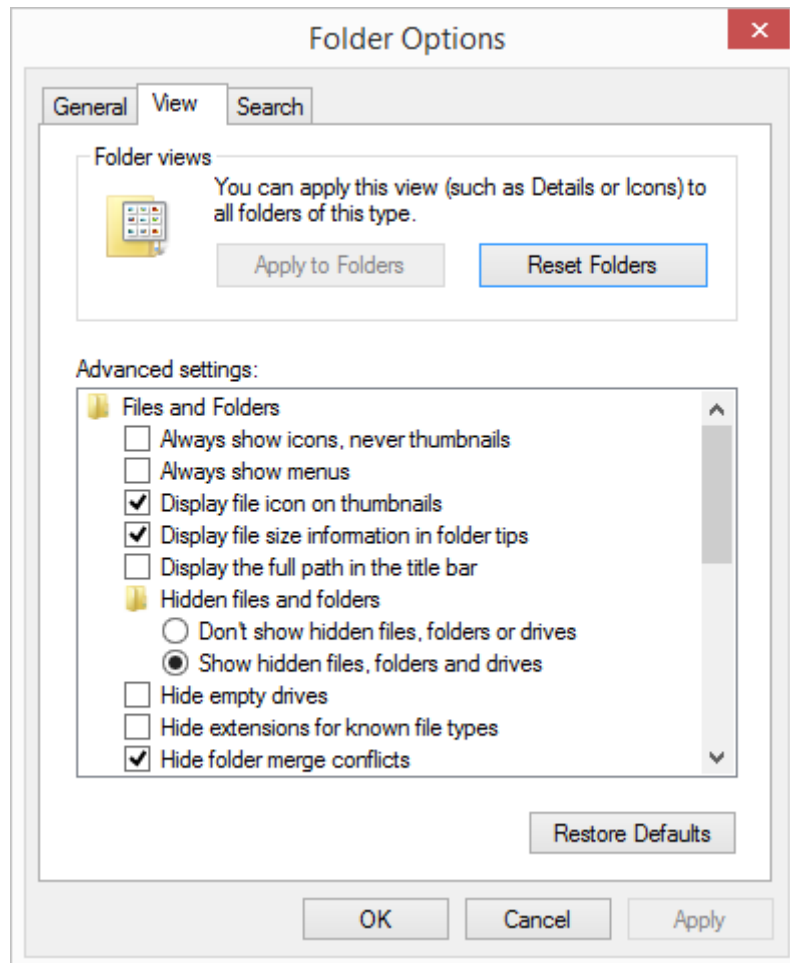 Folder Options
General
View
Search
Folder views
You can apply this view (such as Details or Icons) to
all folders of this type.
Apply to Folders
Reset Folders
Advanced settings:
Files and Folders
Always show icons, never thumbnails
Always show menus
Display file icon on thumbnails
Display file size information in folder tips
Display the full path in the title bar
Hidden files and folders
Don't show hidden files, folders or drives
Show hidden files, folders and drives
Hide empty drives
Hide extensions for known file types
Hide folder merge conflicts
Restore Defaults
OK
Cancel
Apply